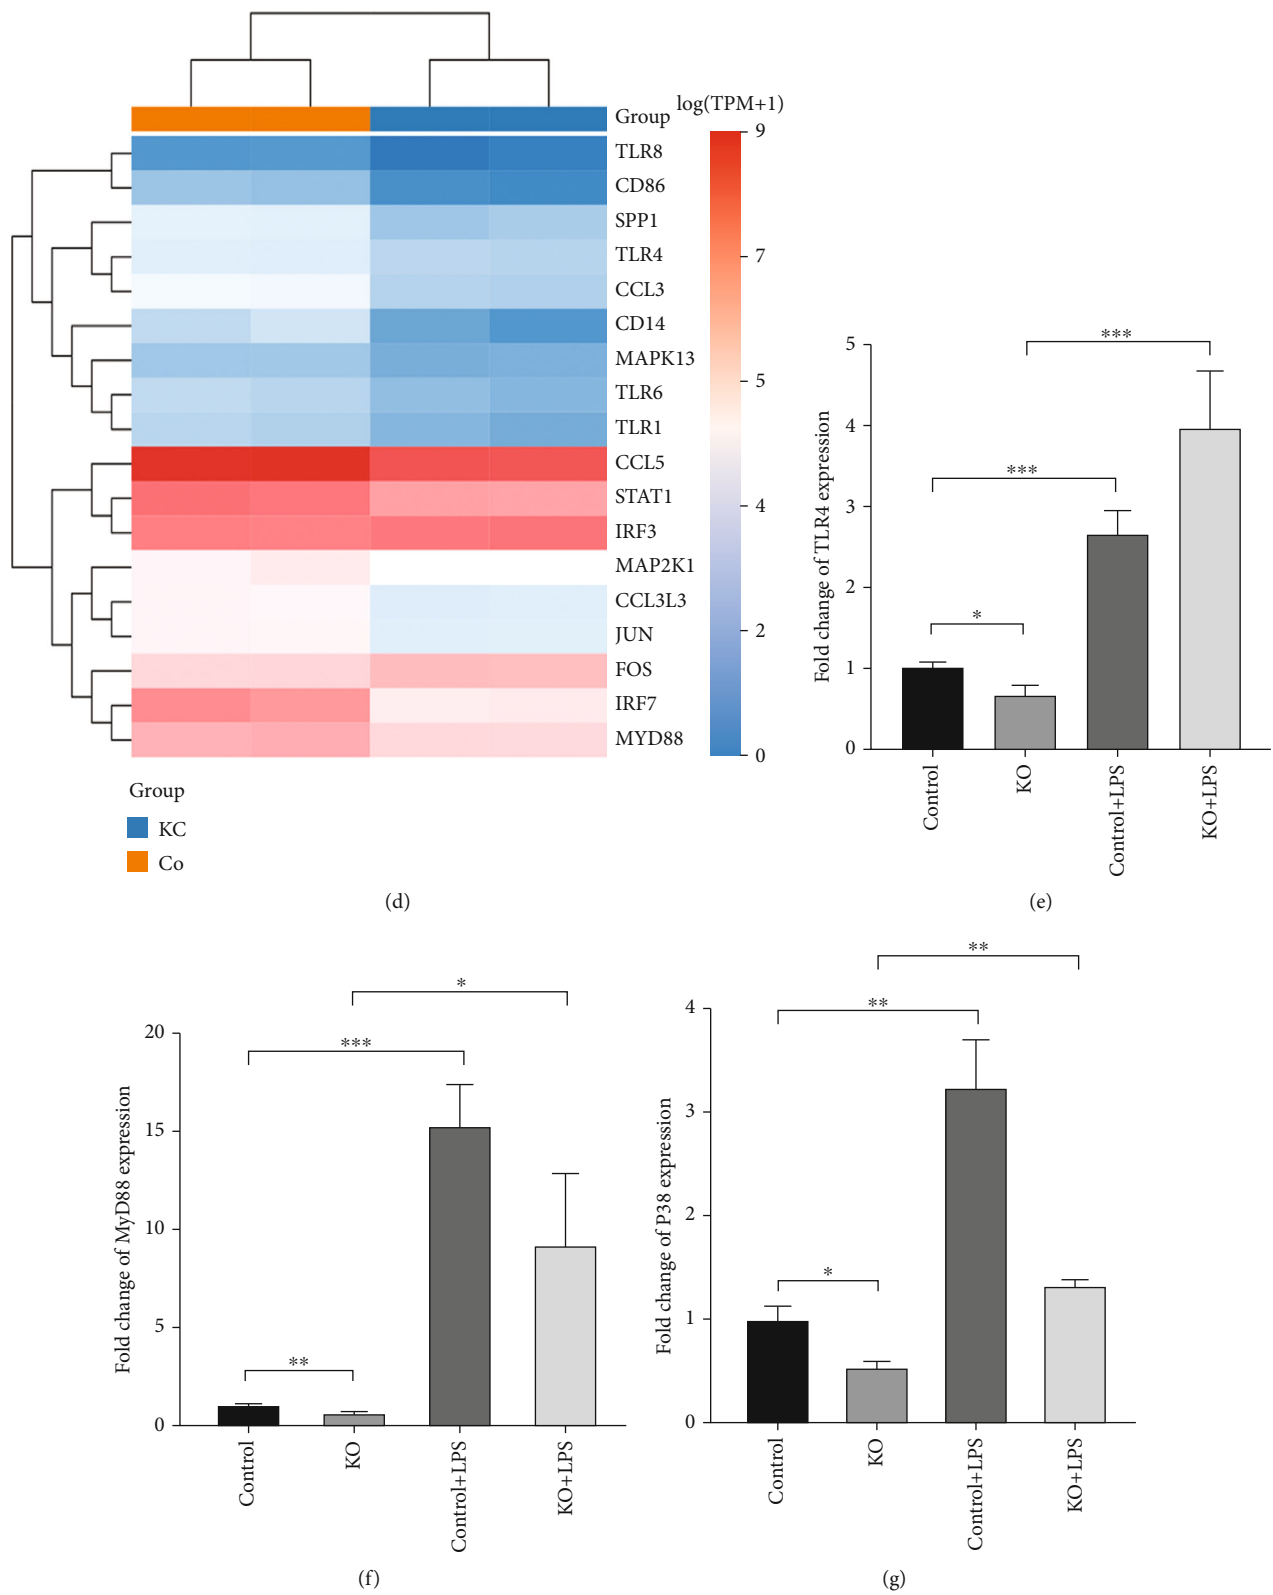 Group
log(TPM+1)
TLR8
CD86
SPP1
TLR4
CCL3
CD14
MAPK13
TLR6
TLR1
CCL5
STAT1
IRF3
MAP2K1
CCL3L3
JUN
FOS
IRF7
MYD88
9
7
5
4
2
0
Group
KC
Co
(d)
Fold change of TLR4 expression
5
4
3
2
1
0
***
***
*
Control
KO
Control+LPS
KO+LPS
(e)
Fold change of MyD88 expression
20
15
10
5
0
*
***
**
Control
KO
Control+LPS
KO+LPS
(f)
Fold change of P38 expression
4
3
2
1
0
**
**
*
Control
KO
Control+LPS
KO+LPS
(g)